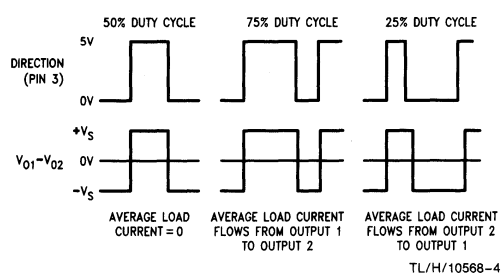 50% DUTY CYCLE
75% DUTY CYCLE
25% DUTY CYCLE
DIRECTION
(PIN 3)
5V
0V
V01-V02
+VS
0V
-VS
AVERAGE LOAD
CURRENT = 0
AVERAGE LOAD CURRENT
FLOWS FROM OUTPUT 1
TO OUTPUT 2
AVERAGE LOAD CURRENT
FLOWS FROM OUTPUT 2
TO OUTPUT 1
TL/H/10568-4